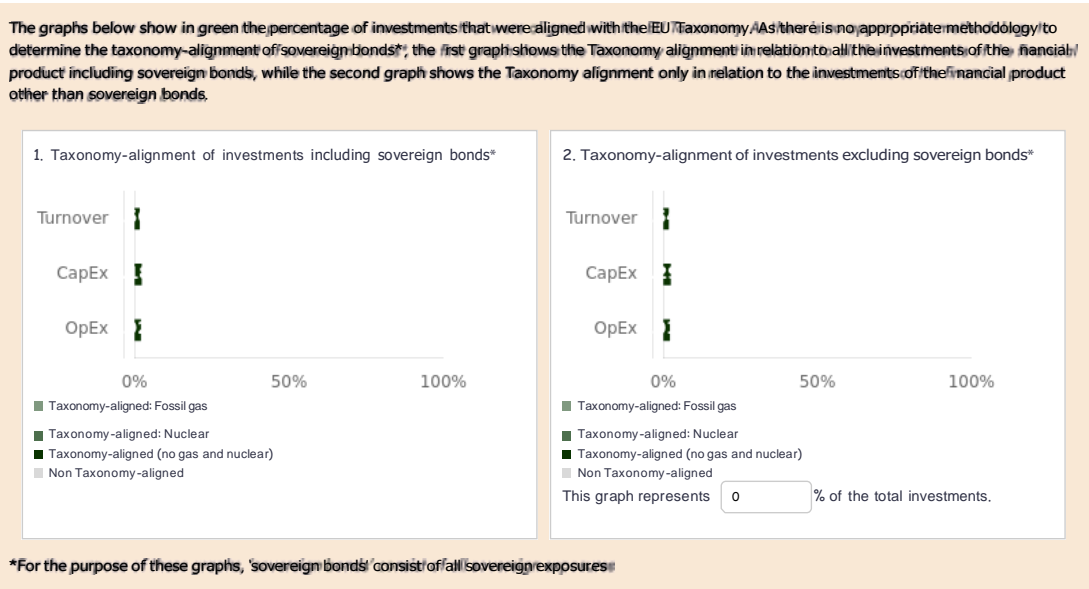 The graphs below show in green the percentage of investments that were aligned with the EU Taxonomy. As there is no appropriate methodology to
determine the taxonomy-alignment of sovereign bonds*, the first graph shows the Taxonomy alignment in relation to all the investments of the financial
product including sovereign bonds, while the second graph shows the Taxonomy alignment only in relation to the investments of the financial product
other than sovereign bonds.
1. Taxonomy-alignment of investments including sovereign bonds*
Turnover
CapEx
OpEx
0% 50% 100%
Taxonomy-aligned: Fossil gas
Taxonomy-aligned: Nuclear
Taxonomy-aligned (no gas and nuclear)
Non Taxonomy-aligned
2. Taxonomy-alignment of investments excluding sovereign bonds*
Turnover
CapEx
OpEx
0% 50% 100%
Taxonomy-aligned: Fossil gas
Taxonomy-aligned: Nuclear
Taxonomy-aligned (no gas and nuclear)
Non Taxonomy-aligned
This graph represents 0 % of the total investments.
*For the purpose of these graphs, 'sovereign bonds' consist of all sovereign exposures